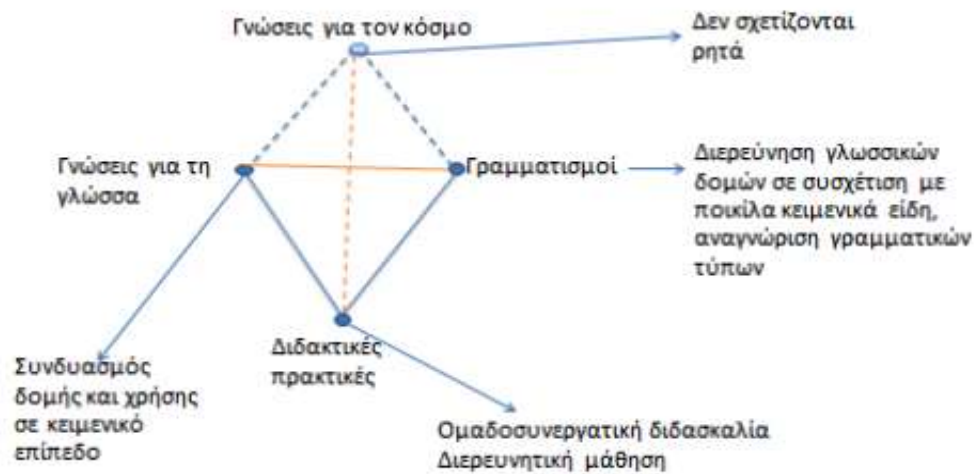 Γνώσεις για τον κόσμο
Δεν σχετίζονται
ρητά
Γνώσεις για τη
γλώσσα
Γραμματισμοί
Διερεύνηση γλωσσικών
δομών σε συσχέτιση με
ποικίλα κειμενικά είδη,
αναγνώριση γραμματικών
τύπων
Διδακτικές
πρακτικές
Συνδυασμός
δομής και χρήσης
σε κειμενικό
επίπεδο
Ομαδοσυνεργατική διδασκαλία
Διερευνητική μάθηση